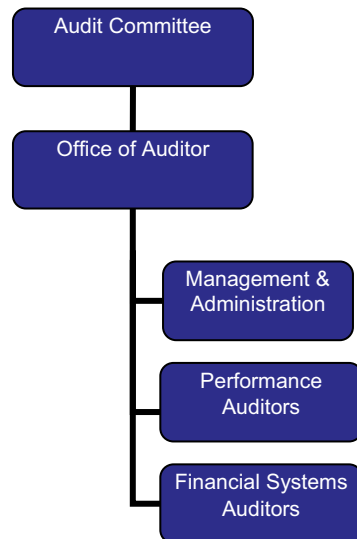 Audit Committee
Office of Auditor
Management &
Administration
Performance
Auditors
Financial Systems
Auditors